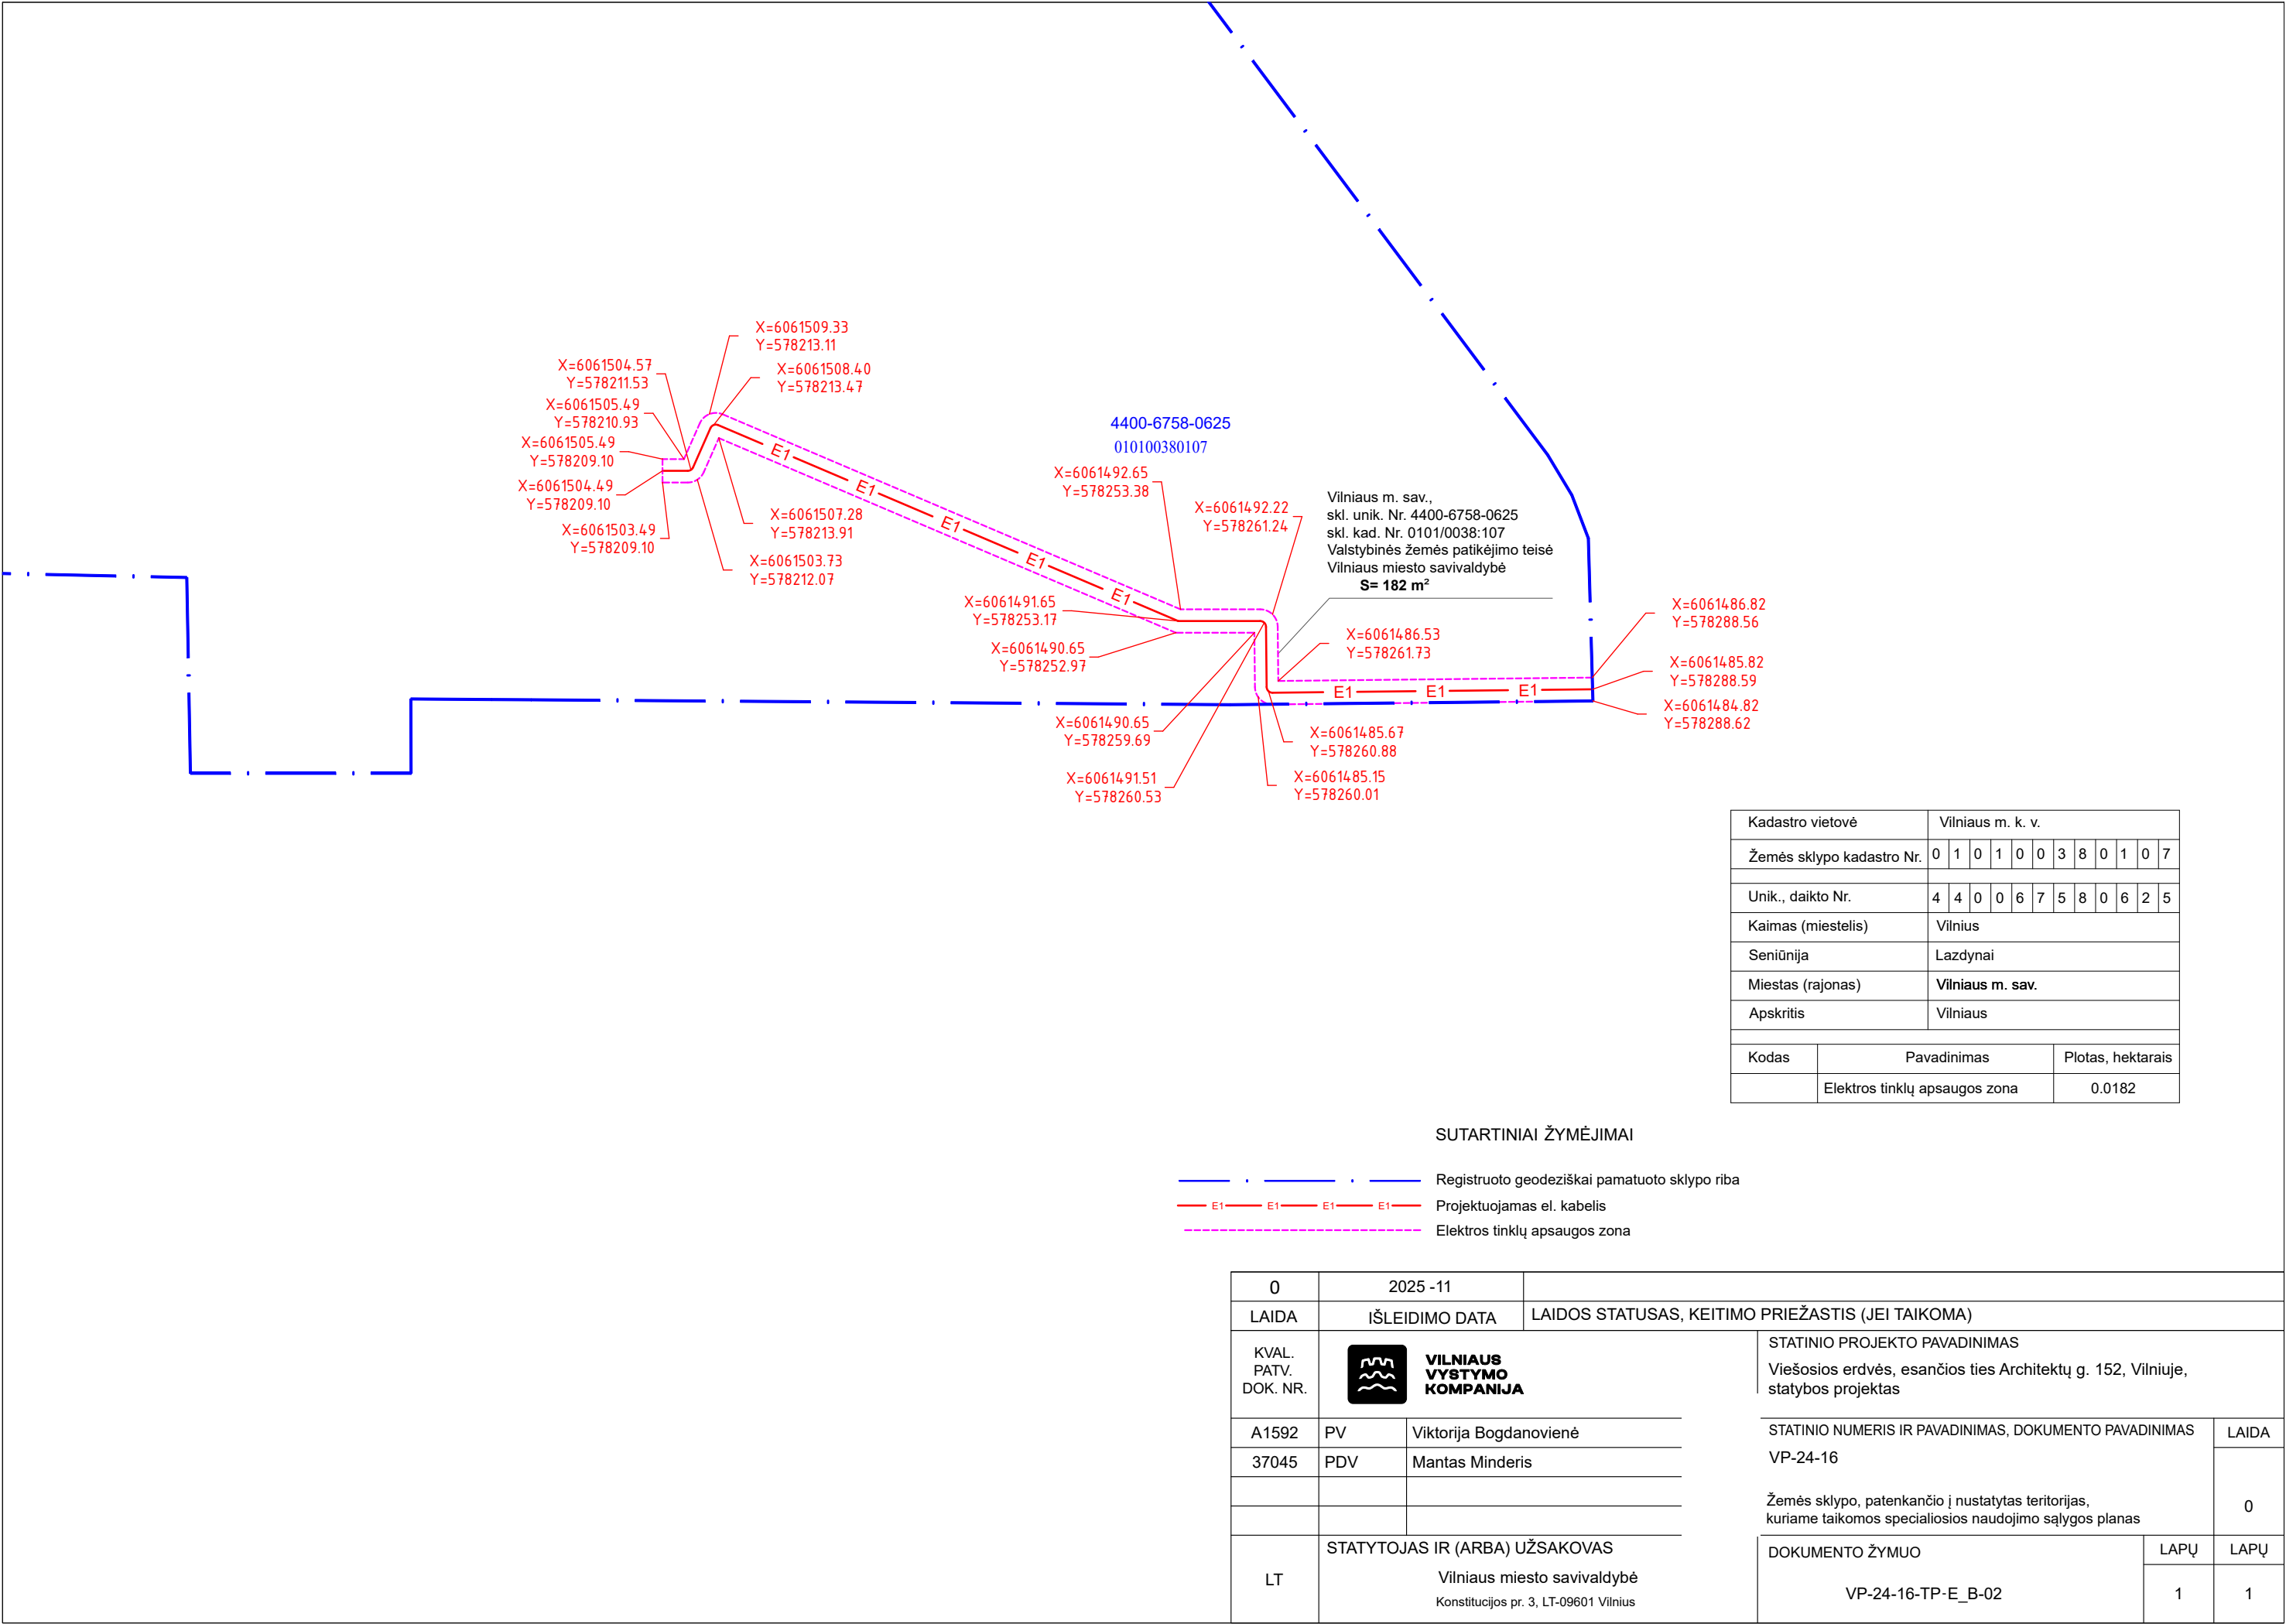 X=6061509.33
Y=578213.11
X=6061504.57
Y=578211.53
X=6061508.40
Y=578213.47
X=6061505.49
Y=578210.93
X=6061505.49
Y=578209.10
X=6061504.49
Y=578209.10
X=6061503.49
Y=578209.10
X=6061507.28
Y=578213.91
X=6061503.73
Y=578212.07
E1
E1
E1
E1
E1
4400-6758-0625
010100380107
X=6061492.65
Y=578253.38
X=6061492.22
Y=578261.24
Vilniaus m. sav.,
skl. unik. Nr. 4400-6758-0625
skl. kad. Nr. 0101/0038:107
Valstybinės žemės patikėjimo teisė
Vilniaus miesto savivaldybė
S= 182 m²
X=6061491.65
Y=578253.17
X=6061490.65
Y=578252.97
X=6061486.53
Y=578261.73
X=6061486.82
Y=578288.56
X=6061485.82
Y=578288.59
X=6061484.82
Y=578288.62
E1
E1
E1
X=6061490.65
Y=578259.69
X=6061485.67
Y=578260.88
X=6061491.51
Y=578260.53
X=6061485.15
Y=578260.01
Kadastro vietovė Vilniaus m. k. v.
Žemės sklypo kadastro Nr. 0 1 0 1 0 0 3 8 0 1 0 7
Unik., daikto Nr. 4 4 0 0 6 7 5 8 0 6 2 5
Kaimas (miestelis) Vilnius
Seniūnija Lazdynai
Miestas (rajonas) Vilniaus m. sav.
Apskritis Vilniaus
Kodas Pavadinimas Plotas, hektarais
Elektros tinklų apsaugos zona 0.0182
SUTARTINIAI ŽYMĖJIMAI
Registruoto geodeziškai pamatuoto sklypo riba
E1 E1 E1 E1 Projektuojamas el. kabelis
Elektros tinklų apsaugos zona
0 2025 -11
LAIDA IŠLEIDIMO DATA LAIDOS STATUSAS, KEITIMO PRIEŽASTIS (JEI TAIKOMA)
KVAL.
PATV.
DOK. NR.
VILNIAUS
VYSTYMO
KOMPANIJA
STATINIO PROJEKTO PAVADINIMAS
Viešosios erdvės, esančios ties Architektų g. 152, Vilniuje,
statybos projektas
A1592 PV Viktorija Bogdanovienė
37045 PDV Mantas Minderis
STATINIO NUMERIS IR PAVADINIMAS, DOKUMENTO PAVADINIMAS LAIDA
VP-24-16
Žemės sklypo, patenkančio į nustatytas teritorijas,
kuriame taikomos specialiosios naudojimo sąlygos planas
0
LT
STATYTOJAS IR (ARBA) UŽSAKOVAS
Vilniaus miesto savivaldybė
Konstitucijos pr. 3, LT-09601 Vilnius
DOKUMENTO ŽYMUO LAPŲ LAPŲ
VP-24-16-TP-E_B-02 1 1